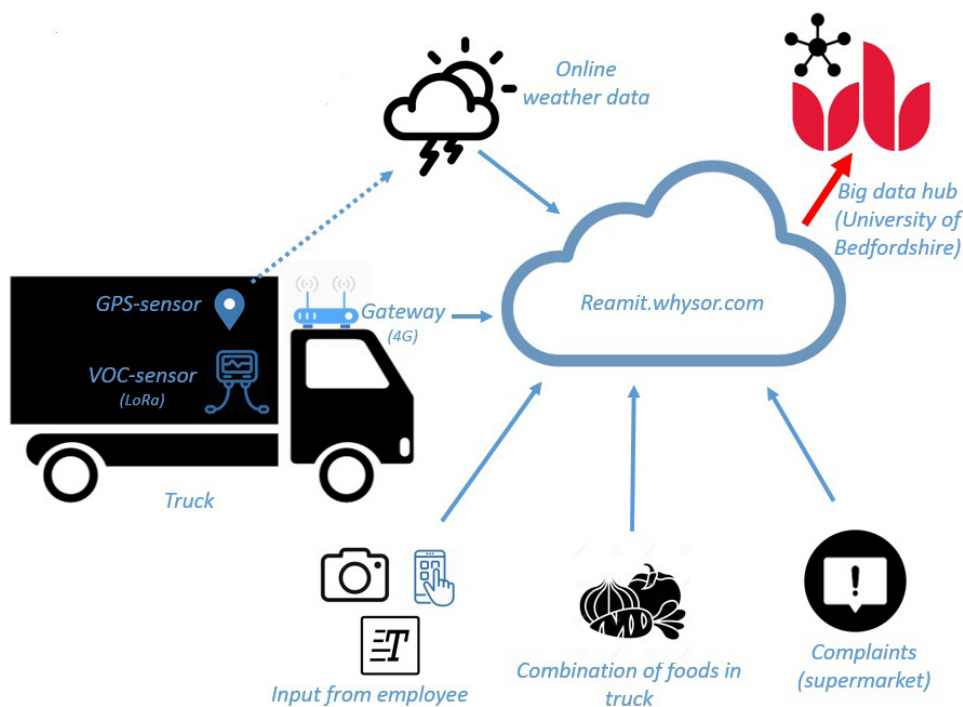 Online
weather data
Big data hub
(University of
Bedfordshire)
GPS-sensor
Gateway
(4G)
Reamit.whysor.com
VOC-sensor
(LoRa)
Truck
T
Input from employee
Combination of foods in
truck
!
Complaints
(supermarket)